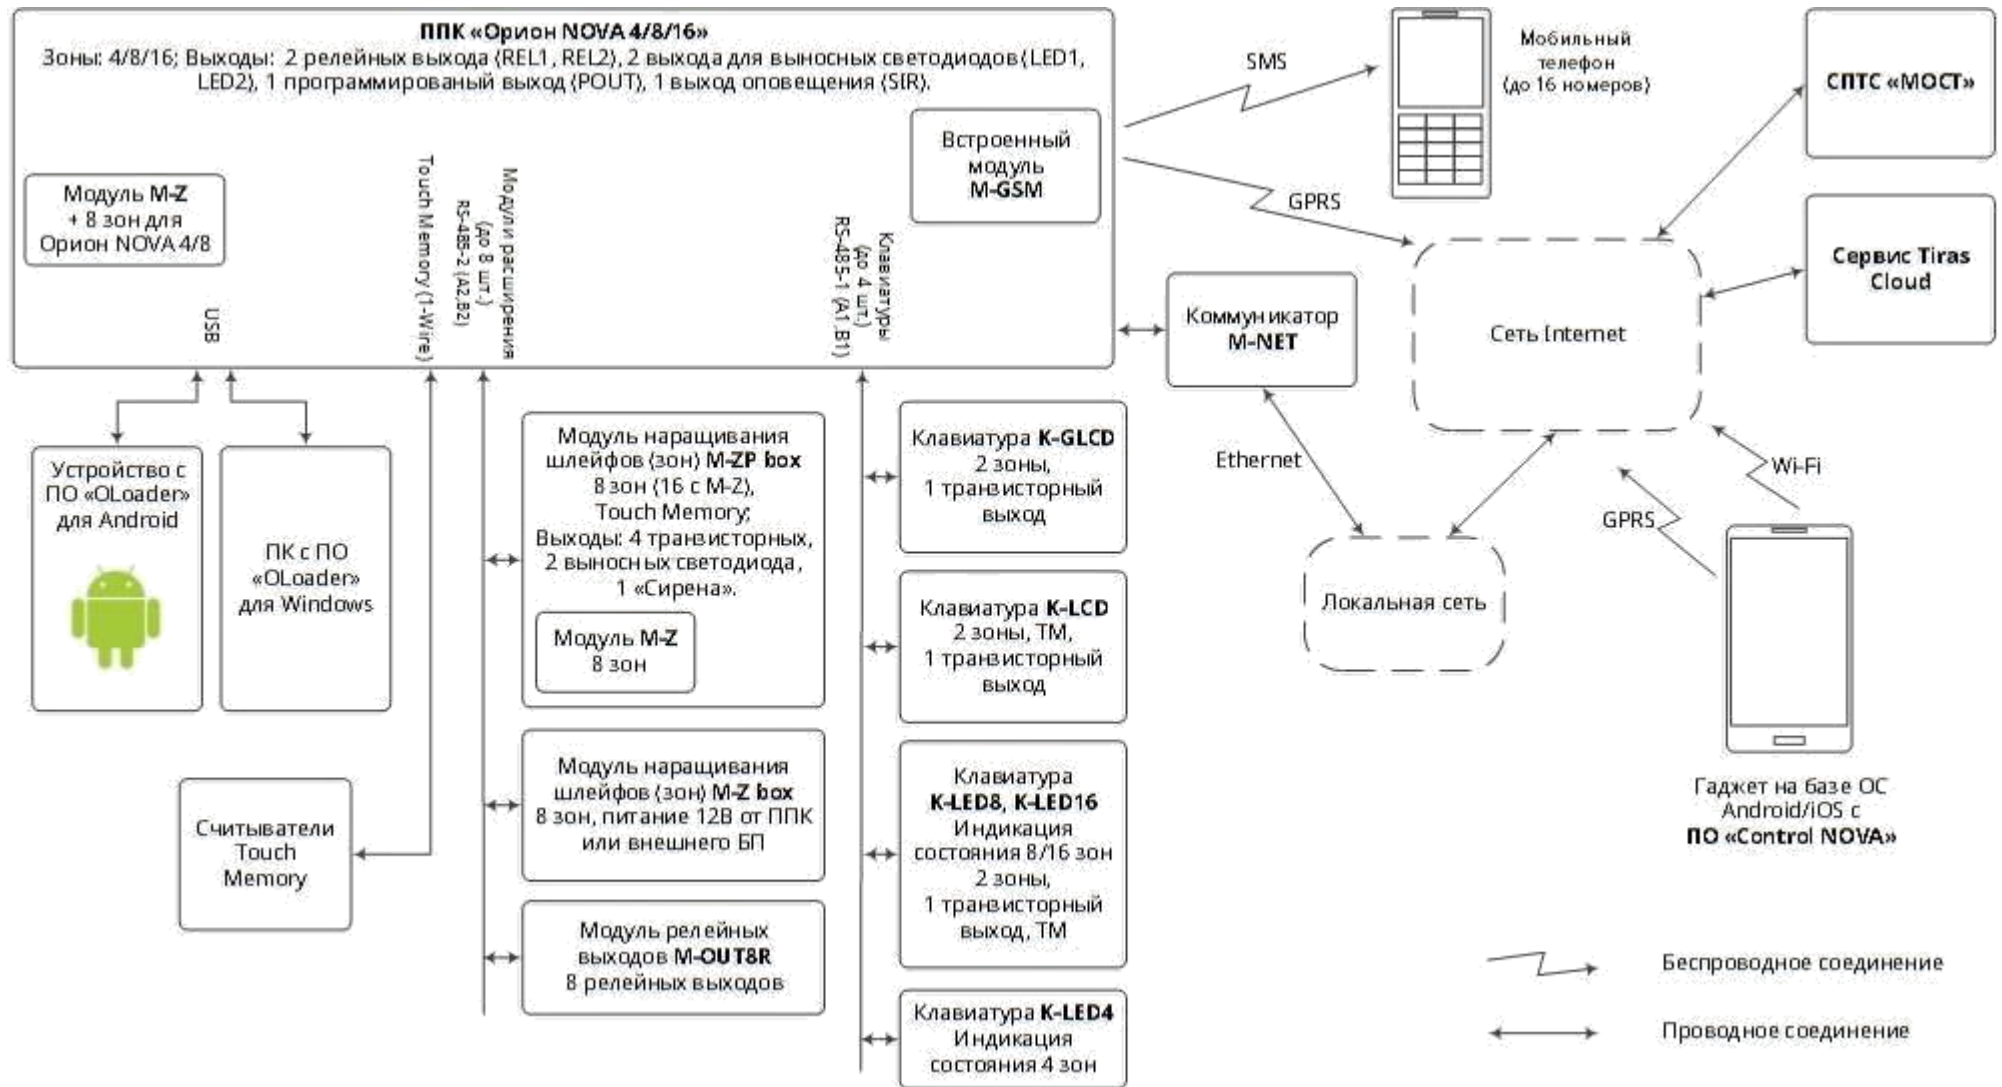 ППК «Орион NOVA 4/8/16»
Зоны: 4/8/16; Выходы: 2 релейных выхода (REL1, REL2), 2 выхода для выносных светодиодов (LED1,
LED2), 1 программированый выход (POUT), 1 выход оповещения (SIR).
Встроенный
модуль
M-GSM
Модуль M-Z
+ 8 зон для
Орион NOVA 4/8
USB
Touch Memory (1-Wire)
Модули расширения
(до 8 шт.)
RS-485-2 (A2,B2)
Клавиатуры
(до 4 шт.)
RS-485-1 (A1,B1)
SMS
GPRS
Мобильный
телефон
(до 16 номеров)
СПТС «МОСТ»
Сервис Tiras
Cloud
Сеть Internet
Коммуникатор
M-NET
Ethernet
Локальная сеть
Wi-Fi
GPRS
Гаджет на базе ОС
Android/iOS с
ПО «Control NOVA»
Устройство с
ПО «OLoader»
для Android
ПК с ПО
«OLoader»
для Windows
Считыватели
Touch
Memory
Модуль наращивания
шлейфов (зон) M-ZP box
8 зон (16 с M-Z),
Touch Memory;
Выходы: 4 транзисторных,
2 выносных светодиода,
1 «Сирена».
Модуль M-Z
8 зон
Модуль наращивания
шлейфов (зон) M-Z box
8 зон, питание 12В от ППК
или внешнего БП
Модуль релейных
выходов M-OUT8R
8 релейных выходов
Клавиатура K-GLCD
2 зоны,
1 транзисторный
выход
Клавиатура K-LCD
2 зоны, ТМ,
1 транзисторный
выход
Клавиатура
K-LED8, K-LED16
Индикация
состояния 8/16 зон
2 зоны,
1 транзисторный
выход, ТМ
Клавиатура K-LED4
Индикация
состояния 4 зон
Беспроводное соединение
Проводное соединение